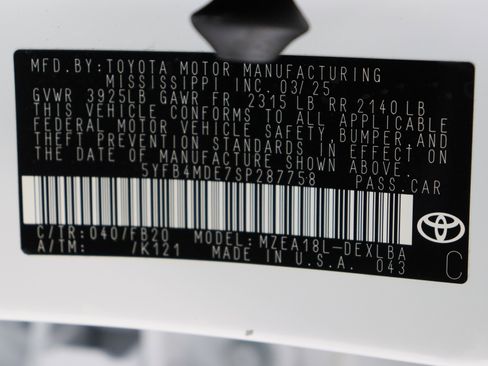 MFD. BY: TOYOTA MOTOR MANUFACTURING
MISSISSIPPI INC. 03/25
GVWR 3925LB GAWR FR 2315 LB RR 2140 LB
THIS VEHICLE CONFORMS TO ALL APPLICABLE
FEDERAL MOTOR VEHICLE SAFETY, BUMPER, AND
THEFT PREVENTION STANDARDS IN EFFECT ON
THE DATE OF MANUFACTURE SHOWN ABOVE.
5YFB4MDE7SP287758 PASS. CAR
C/TR: 040/FB20 MODEL: MZEA18L-DEXLBA
A/TM: /K121 MADE IN U.S.A. 043
C